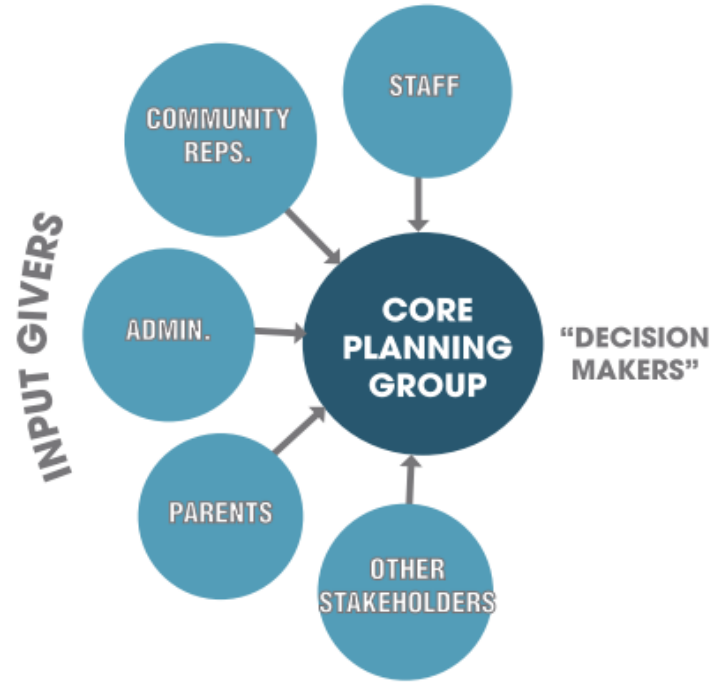 STAFF
COMMUNITY
REPS.
INPUT GIVERS
ADMIN.
CORE
PLANNING
GROUP
“DECISION
MAKERS”
PARENTS
OTHER
STAKEHOLDERS